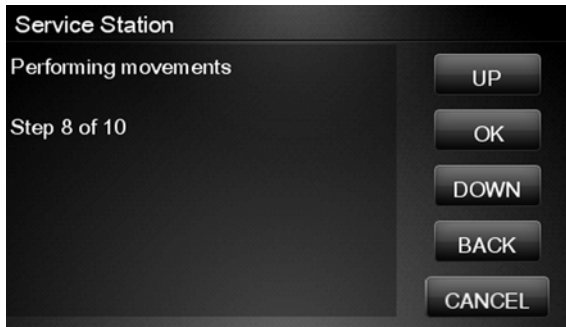 Service Station
Performing movements
Step 8 of 10
UP
OK
DOWN
BACK
CANCEL